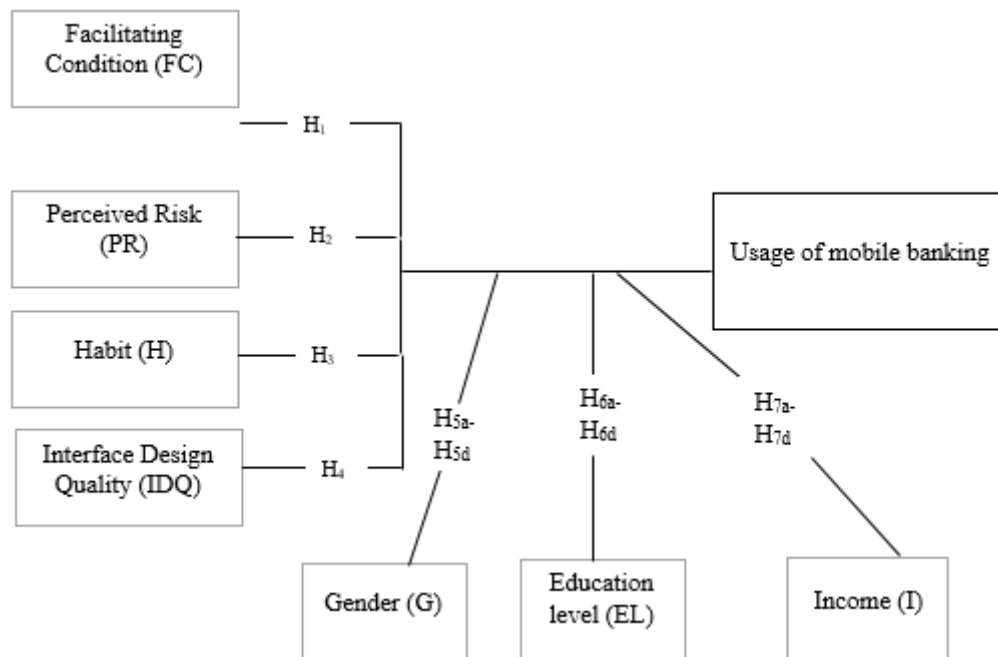 Facilitating
Condition (FC)
H₁
Perceived Risk
(PR)
H₂
Usage of mobile banking
Habit (H)
H₃
Interface Design
Quality (IDQ)
H₄
H5a-
H5d
H6a-
H6d
H7a-
H7d
Gender (G)
Education
level (EL)
Income (I)